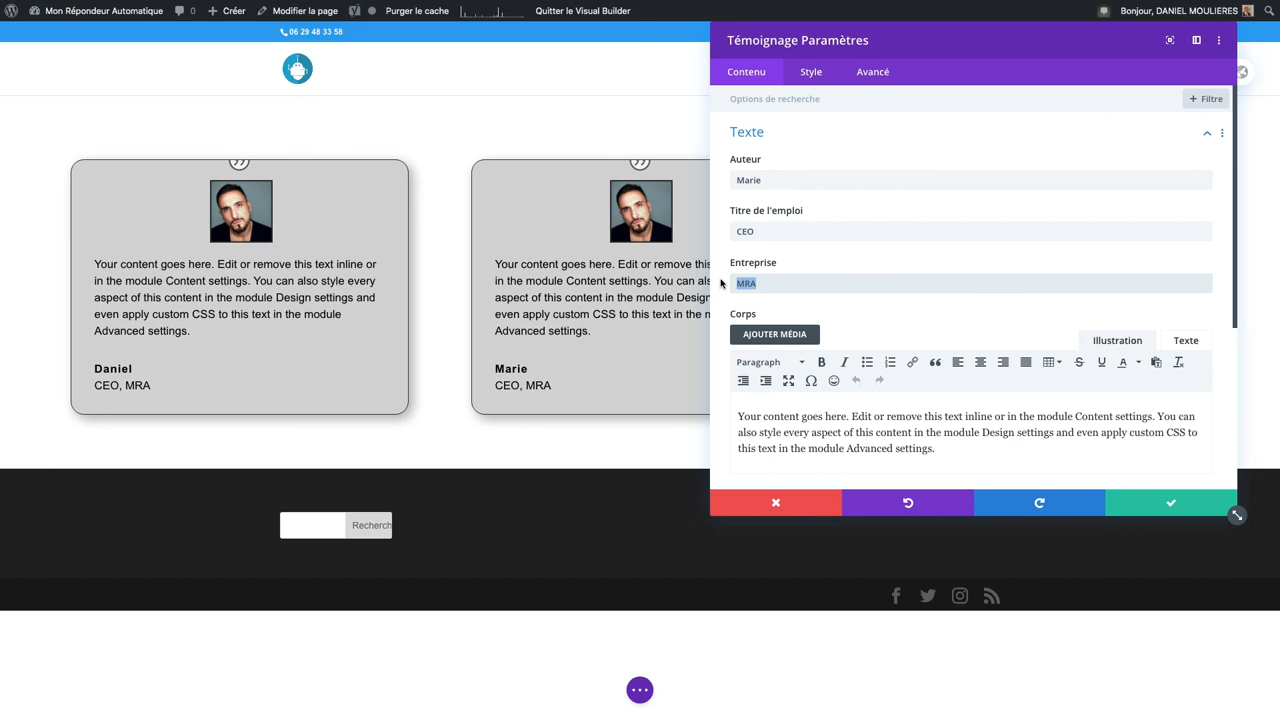 Mon Répondeur Automatique 0 Créer Modifier la page Purger le cache Quitter le Visual Builder Bonjour, DANIEL MOULIERES
06 29 48 33 58
Témoignage Paramètres
Contenu Style Avancé
Options de recherche Filtre
Texte
Auteur
Marie
Titre de l'emploi
CEO
Entreprise
MRA
Corps
AJOUTER MÉDIA Illustration Texte
Paragraph
Your content goes here. Edit or remove this text inline or in the module Content settings. You can
also style every aspect of this content in the module Design settings and even apply custom CSS to
this text in the module Advanced settings.
Your content goes here. Edit or remove this text inline or
in the module Content settings. You can also style every
aspect of this content in the module Design settings and
even apply custom CSS to this text in the module
Advanced settings.
Daniel
CEO, MRA
Your content goes here. Edit or remove this
in the module Content settings. You can als
aspect of this content in the module Design
even apply custom CSS to this text in the m
Advanced settings.
Marie
CEO, MRA
Recherch